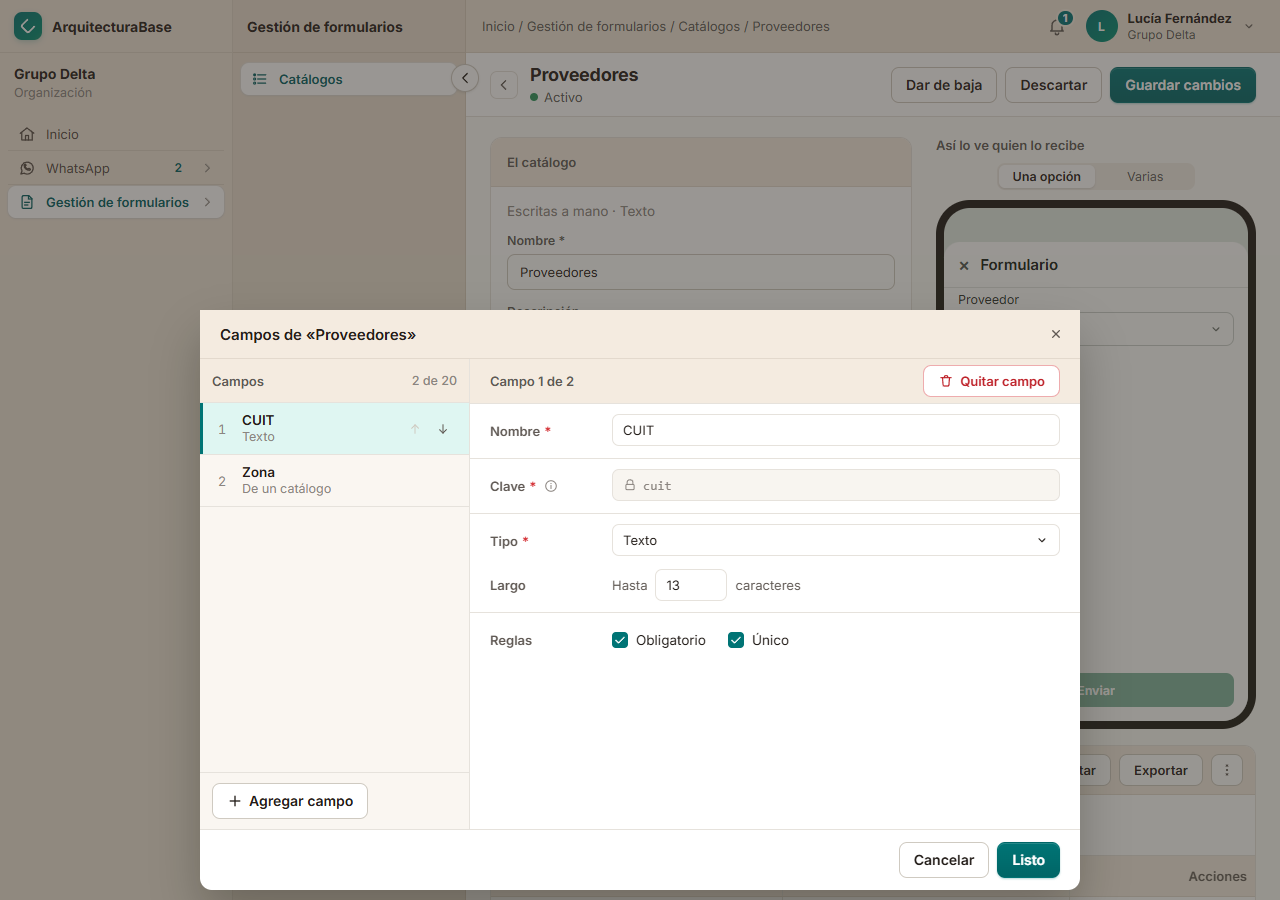 ArquitecturaBase
Gestión de formularios
Inicio / Gestión de formularios / Catálogos / Proveedores
1
L
Lucía Fernández
Grupo Delta
Grupo Delta
Organización
Inicio
WhatsApp 2
Gestión de formularios
Catálogos
Proveedores
Activo
Dar de baja
Descartar
Guardar cambios
El catálogo
Escritas a mano · Texto
Nombre *
Proveedores
Así lo ve quien lo recibe
Una opción
Varias
Formulario
Proveedor
Campos de «Proveedores»
Campos 2 de 20
1 CUIT
Texto
2 Zona
De un catálogo
Agregar campo
Campo 1 de 2
Quitar campo
Nombre * CUIT
Clave * cuit
Tipo * Texto
Largo Hasta 13 caracteres
Reglas Obligatorio Único
Cancelar
Listo
Enviar
tar
Exportar
Acciones